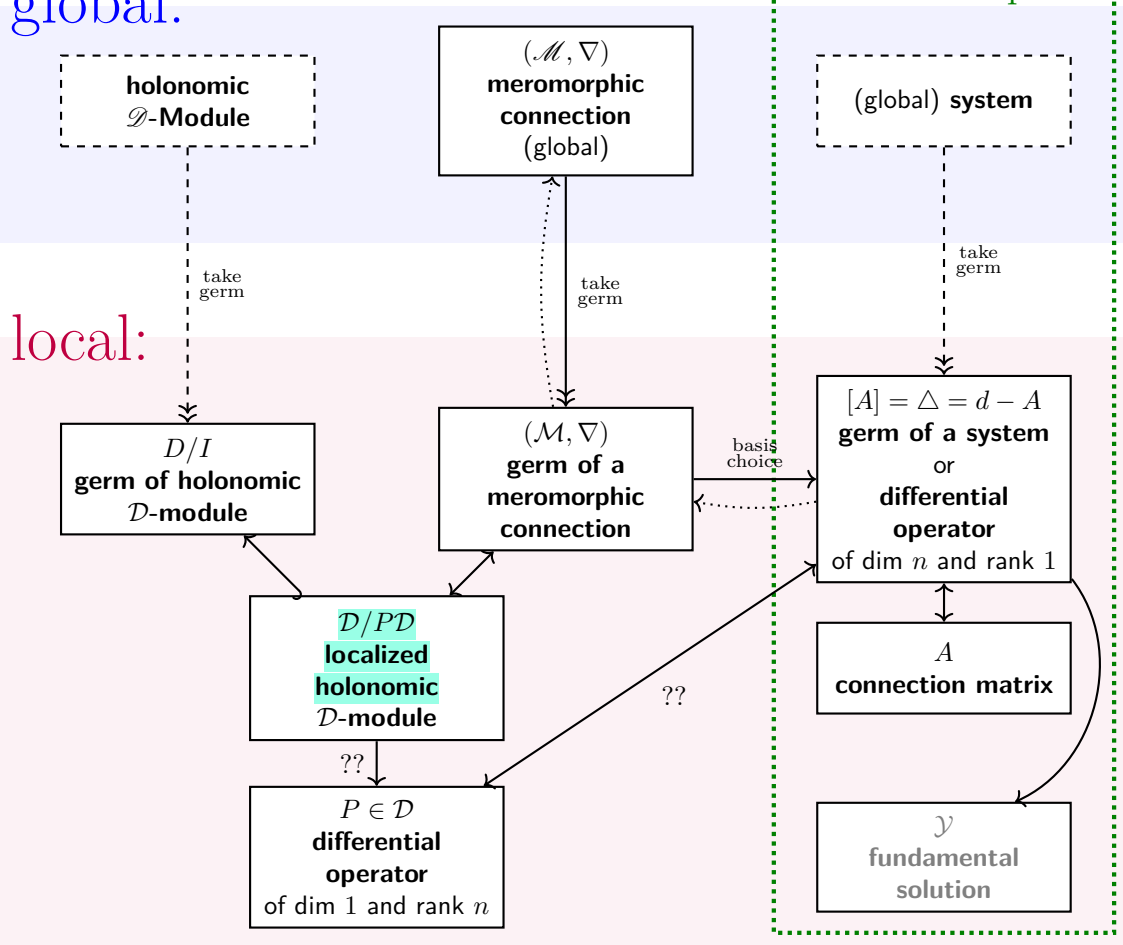 global:
holonomic
𝒟-Module
(ℳ, ∇)
meromorphic
connection
(global)
(global) system
take
germ
take
germ
take
germ
local:
D/I
germ of holonomic
𝒟-module
(ℳ, ∇)
germ of a
meromorphic
connection
basis
choice
[A] = △ = d − A
germ of a system
or
differential
operator
of dim n and rank 1
𝒟/P𝒟
localized
holonomic
𝒟-module
A
connection matrix
??
??
P ∈ 𝒟
differential
operator
of dim 1 and rank n
𝒴
fundamental
solution